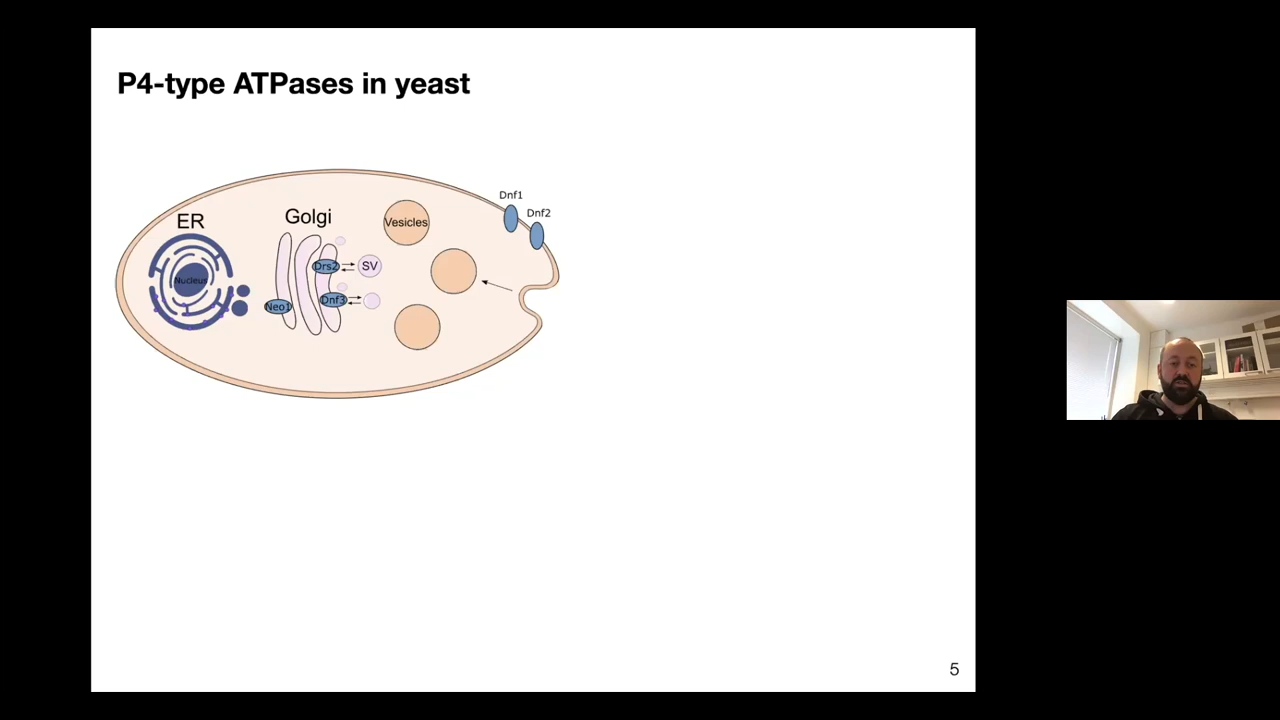 P4-type ATPases in yeast
Dnf1
Dnf2
ER
Golgi
Vesicles
Drs2
SV
Nucleus
Neo1
Dnf3
5